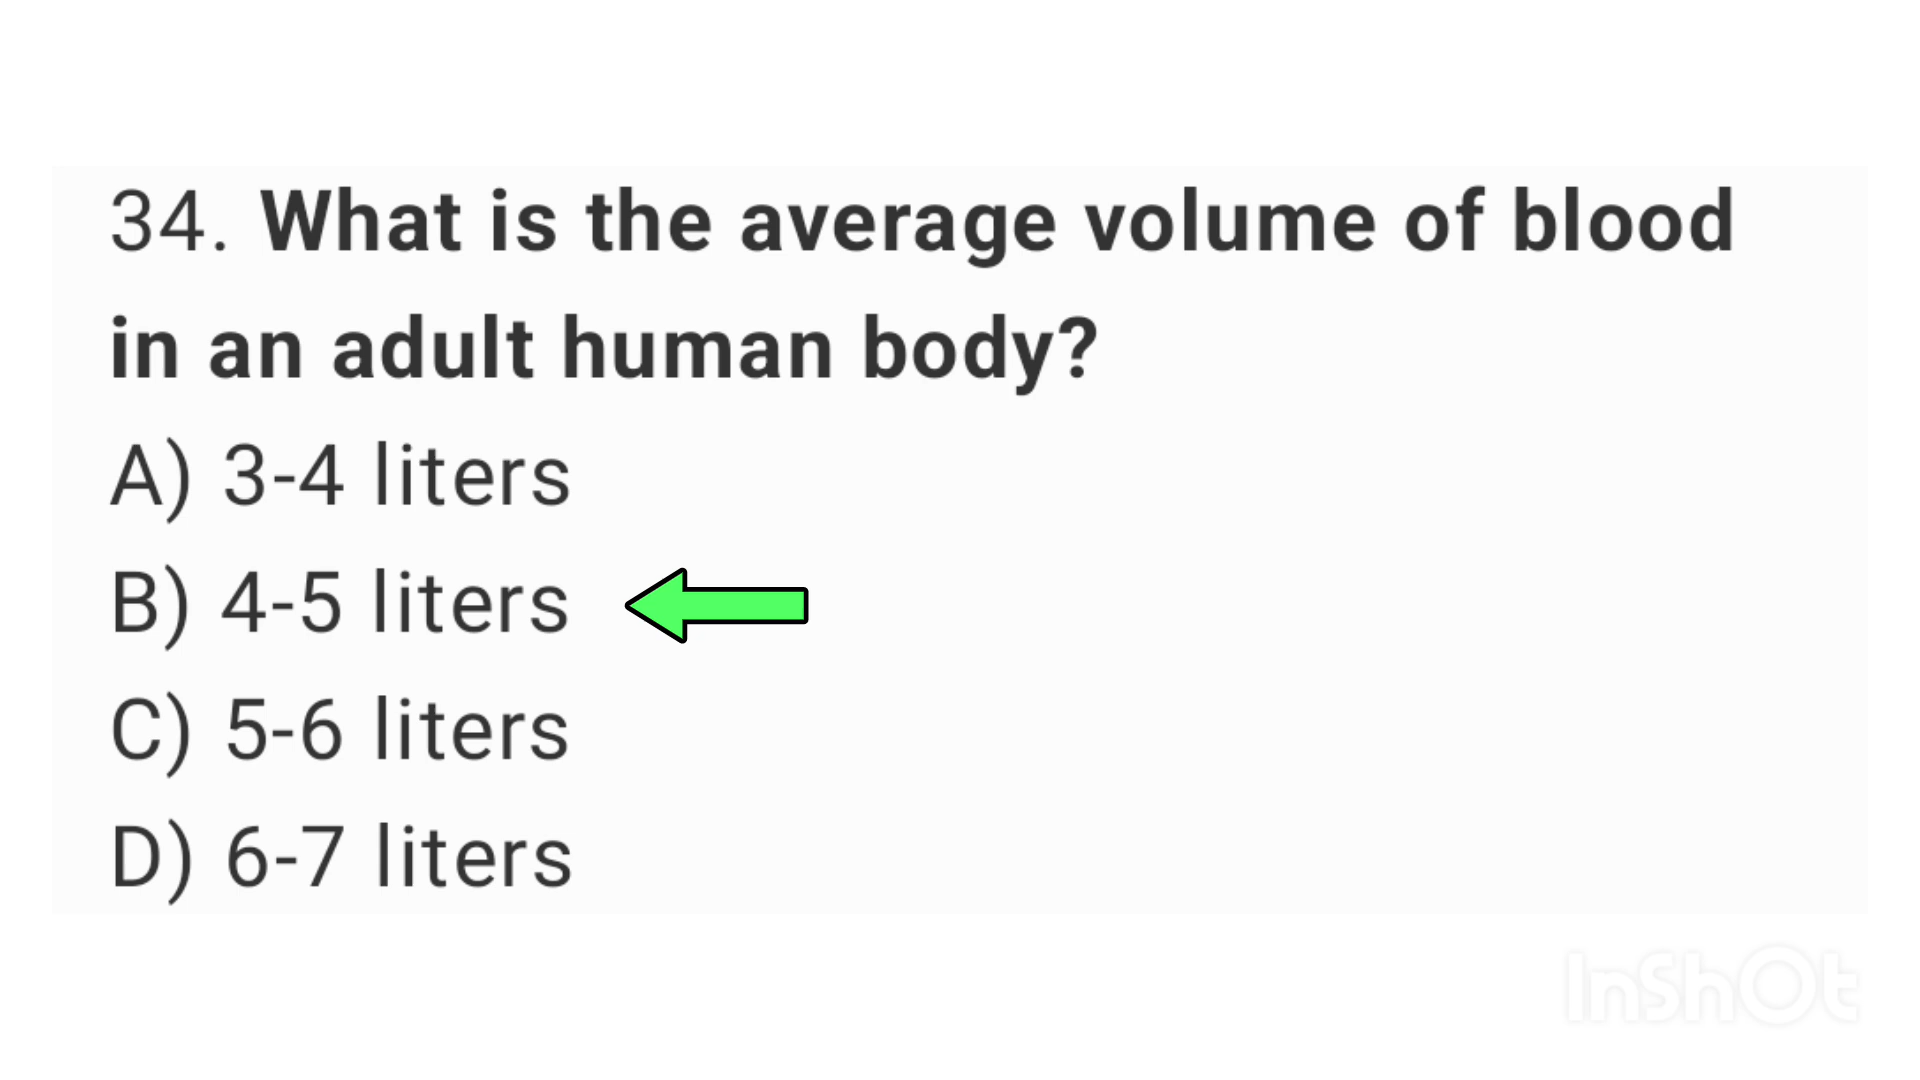 34. What is the average volume of blood
in an adult human body?
A) 3-4 liters
B) 4-5 liters
C) 5-6 liters
D) 6-7 liters
InShOt